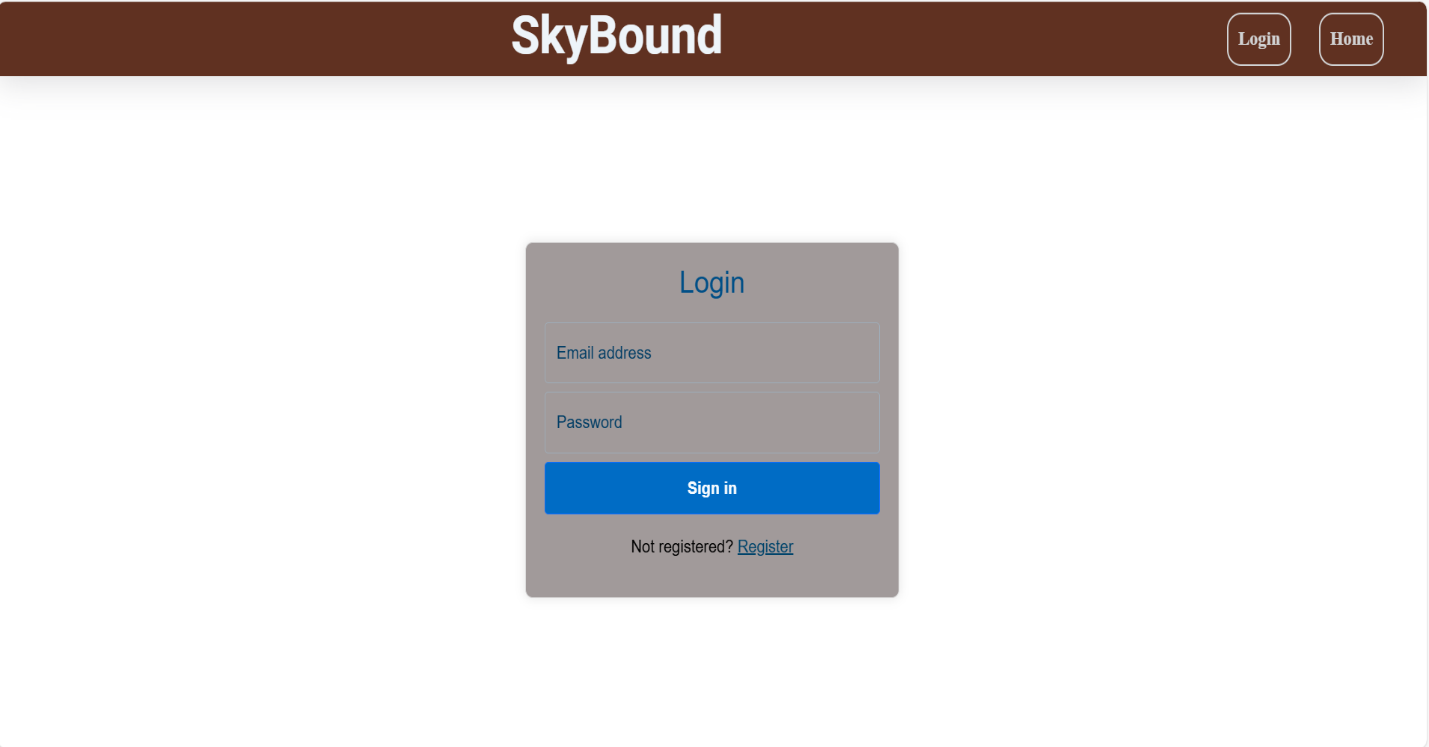 SkyBound
Login
Home
Login
Email address
Password
Sign in
Not registered? Register